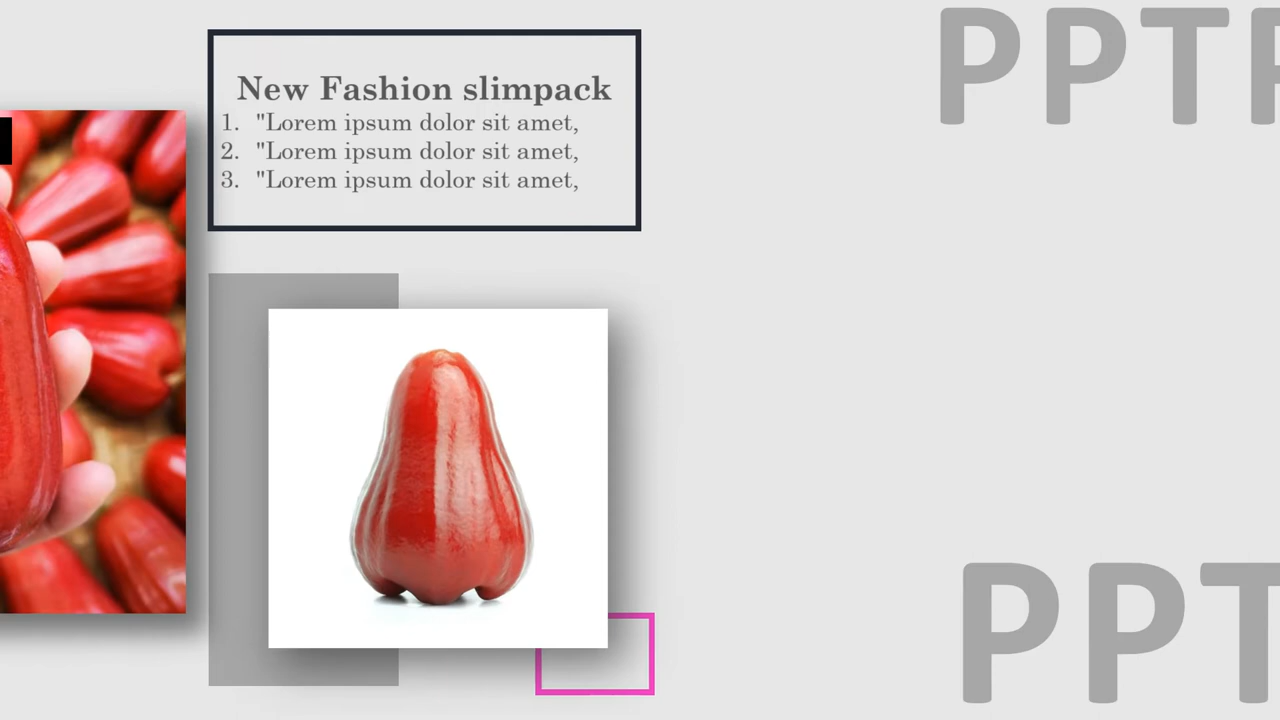 New Fashion slimpack
1. "Lorem ipsum dolor sit amet,
2. "Lorem ipsum dolor sit amet,
3. "Lorem ipsum dolor sit amet,
PPT
PPT